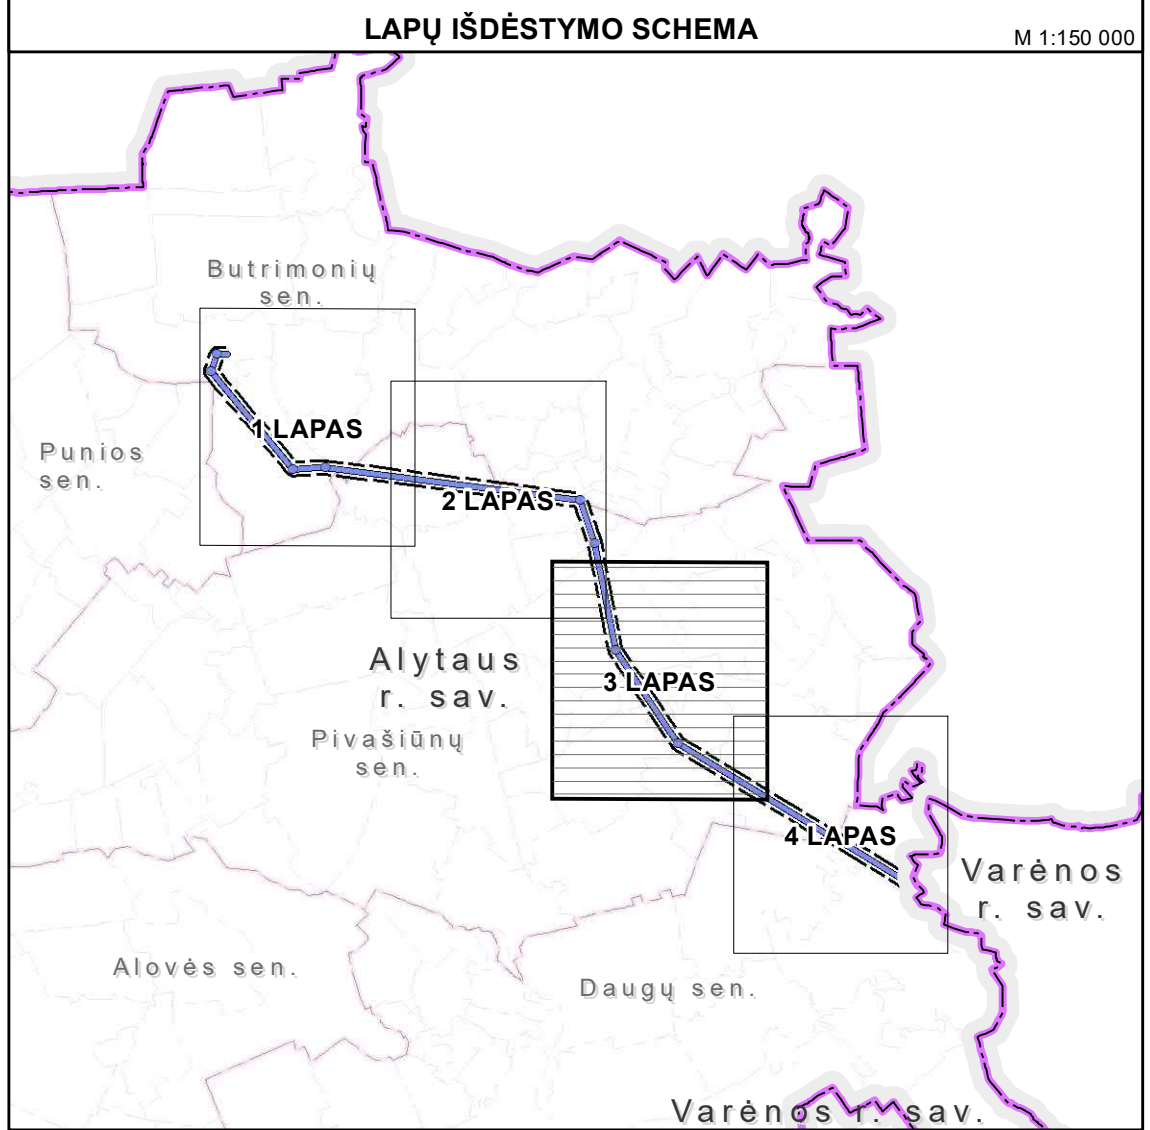 LAPŲ IŠDĖSTYMO SCHEMA
M 1:150 000
Butrimonių
sen.
1 LAPAS
Punios
sen.
2 LAPAS
Alytaus
r. sav.
3 LAPAS
Pivašiūnų
sen.
4 LAPAS
Varėnos
r. sav.
Alovės sen.
Daugų sen.
Varėnos r. sav.